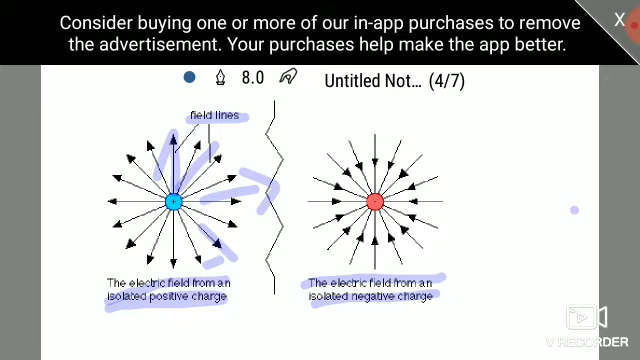 Consider buying one or more of our in-app purchases to remove
the advertisement. Your purchases help make the app better.
X
8.0
Untitled Not... (4/7)
field lines
+
-
The electric field from an
isolated positive charge
The electric field from an
isolated negative charge
V RECORDER